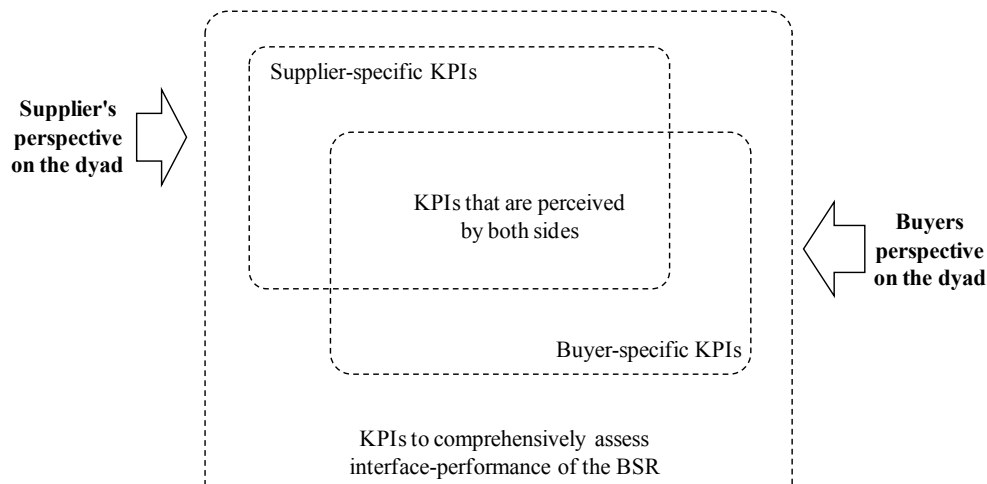 Supplier-specific KPIs
Supplier's
perspective
on the dyad
KPIs that are perceived
by both sides
Buyers
perspective
on the dyad
Buyer-specific KPIs
KPIs to comprehensively assess
interface-performance of the BSR